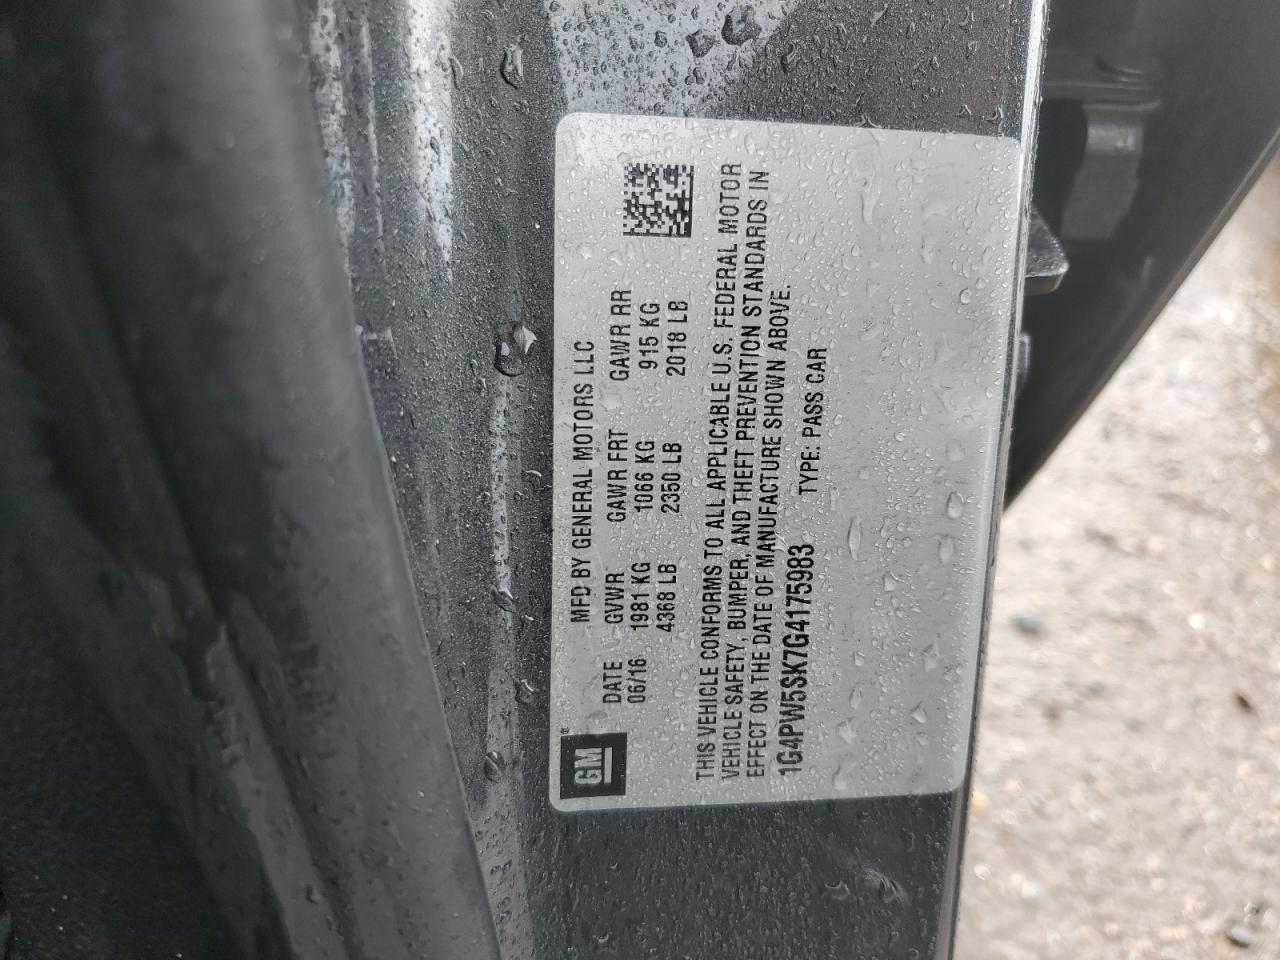 GM ®
MFD BY GENERAL MOTORS LLC
DATE GVWR GAWR FRT GAWR RR
06/16 1981 KG 1066 KG 915 KG
4368 LB 2350 LB 2018 LB
THIS VEHICLE CONFORMS TO ALL APPLICABLE U.S. FEDERAL MOTOR
VEHICLE SAFETY, BUMPER, AND THEFT PREVENTION STANDARDS IN
EFFECT ON THE DATE OF MANUFACTURE SHOWN ABOVE.
1G4PW5SK7G4175983 TYPE: PASS CAR